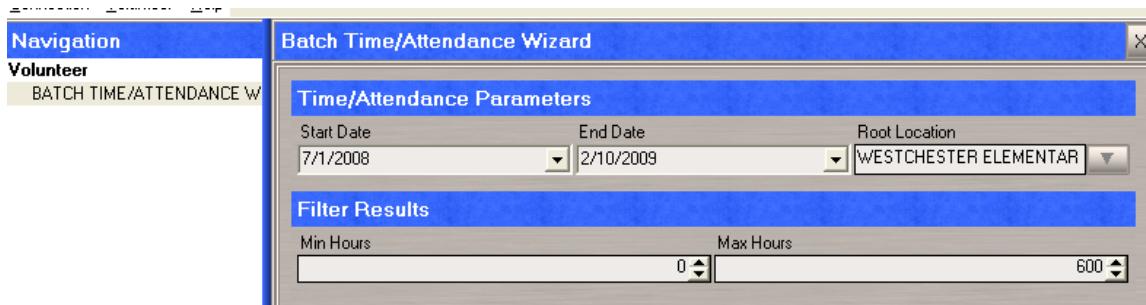 Navigation
Batch Time/Attendance Wizard
Volunteer
BATCH TIME/ATTENDANCE W
Time/Attendance Parameters
Start Date End Date Root Location
7/1/2008 2/10/2009 WESTCHESTER ELEMENTAR
Filter Results
Min Hours Max Hours
0 600